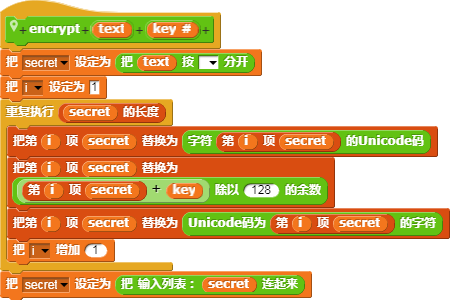 + encrypt + text + key # +
把 secret 设定为 把 text 按 分开
把 i 设定为 1
重复执行 secret 的长度
把第 i 项 secret 替换为 字符 第 i 项 secret 的Unicode码
把第 i 项 secret 替换为
第 i 项 secret + key 除以 128 的余数
把第 i 项 secret 替换为 Unicode码为 第 i 项 secret 的字符
把 i 增加 1
把 secret 设定为 把 输入列表： secret 连起来